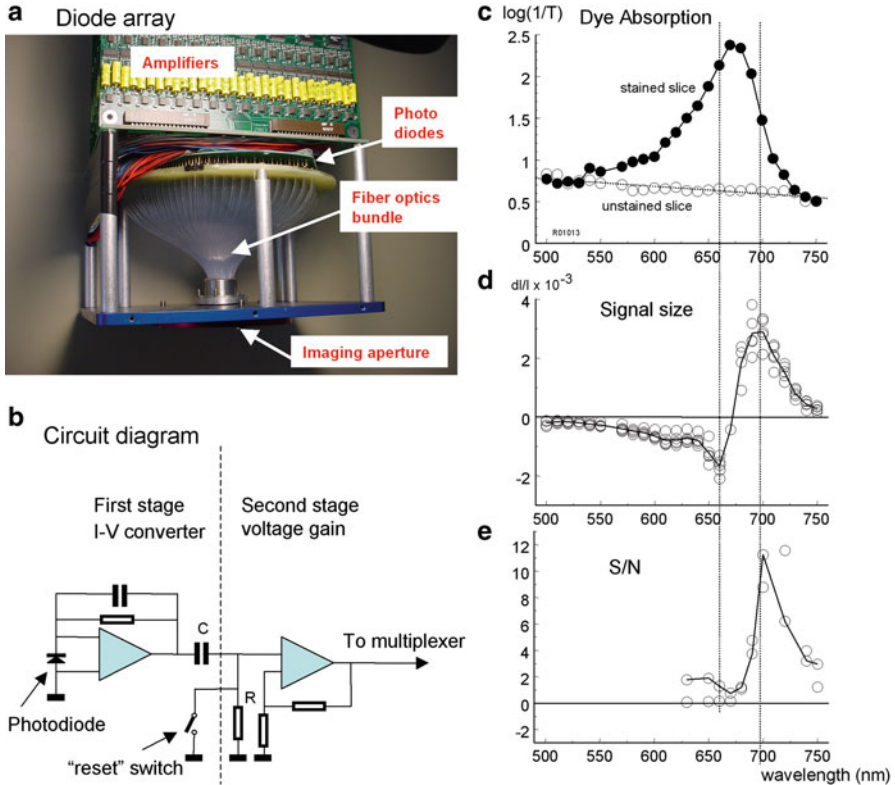 a Diode array
Amplifiers
Photo
diodes
Fiber optics
bundle
Imaging aperture
b Circuit diagram
First stage
I-V converter
Second stage
voltage gain
C
R
To multiplexer
Photodiode
"reset" switch
c log(1/T) Dye Absorption
2.5
2
1.5
1
0.5
0
stained slice
unstained slice
R01013
500 550 600 650 700 750
d dI/I x 10⁻³
Signal size
4
2
0
-2
500 550 600 650 700 750
e S/N
12
10
8
6
4
2
0
-2
500 550 600 650 700 750
wavelength (nm)